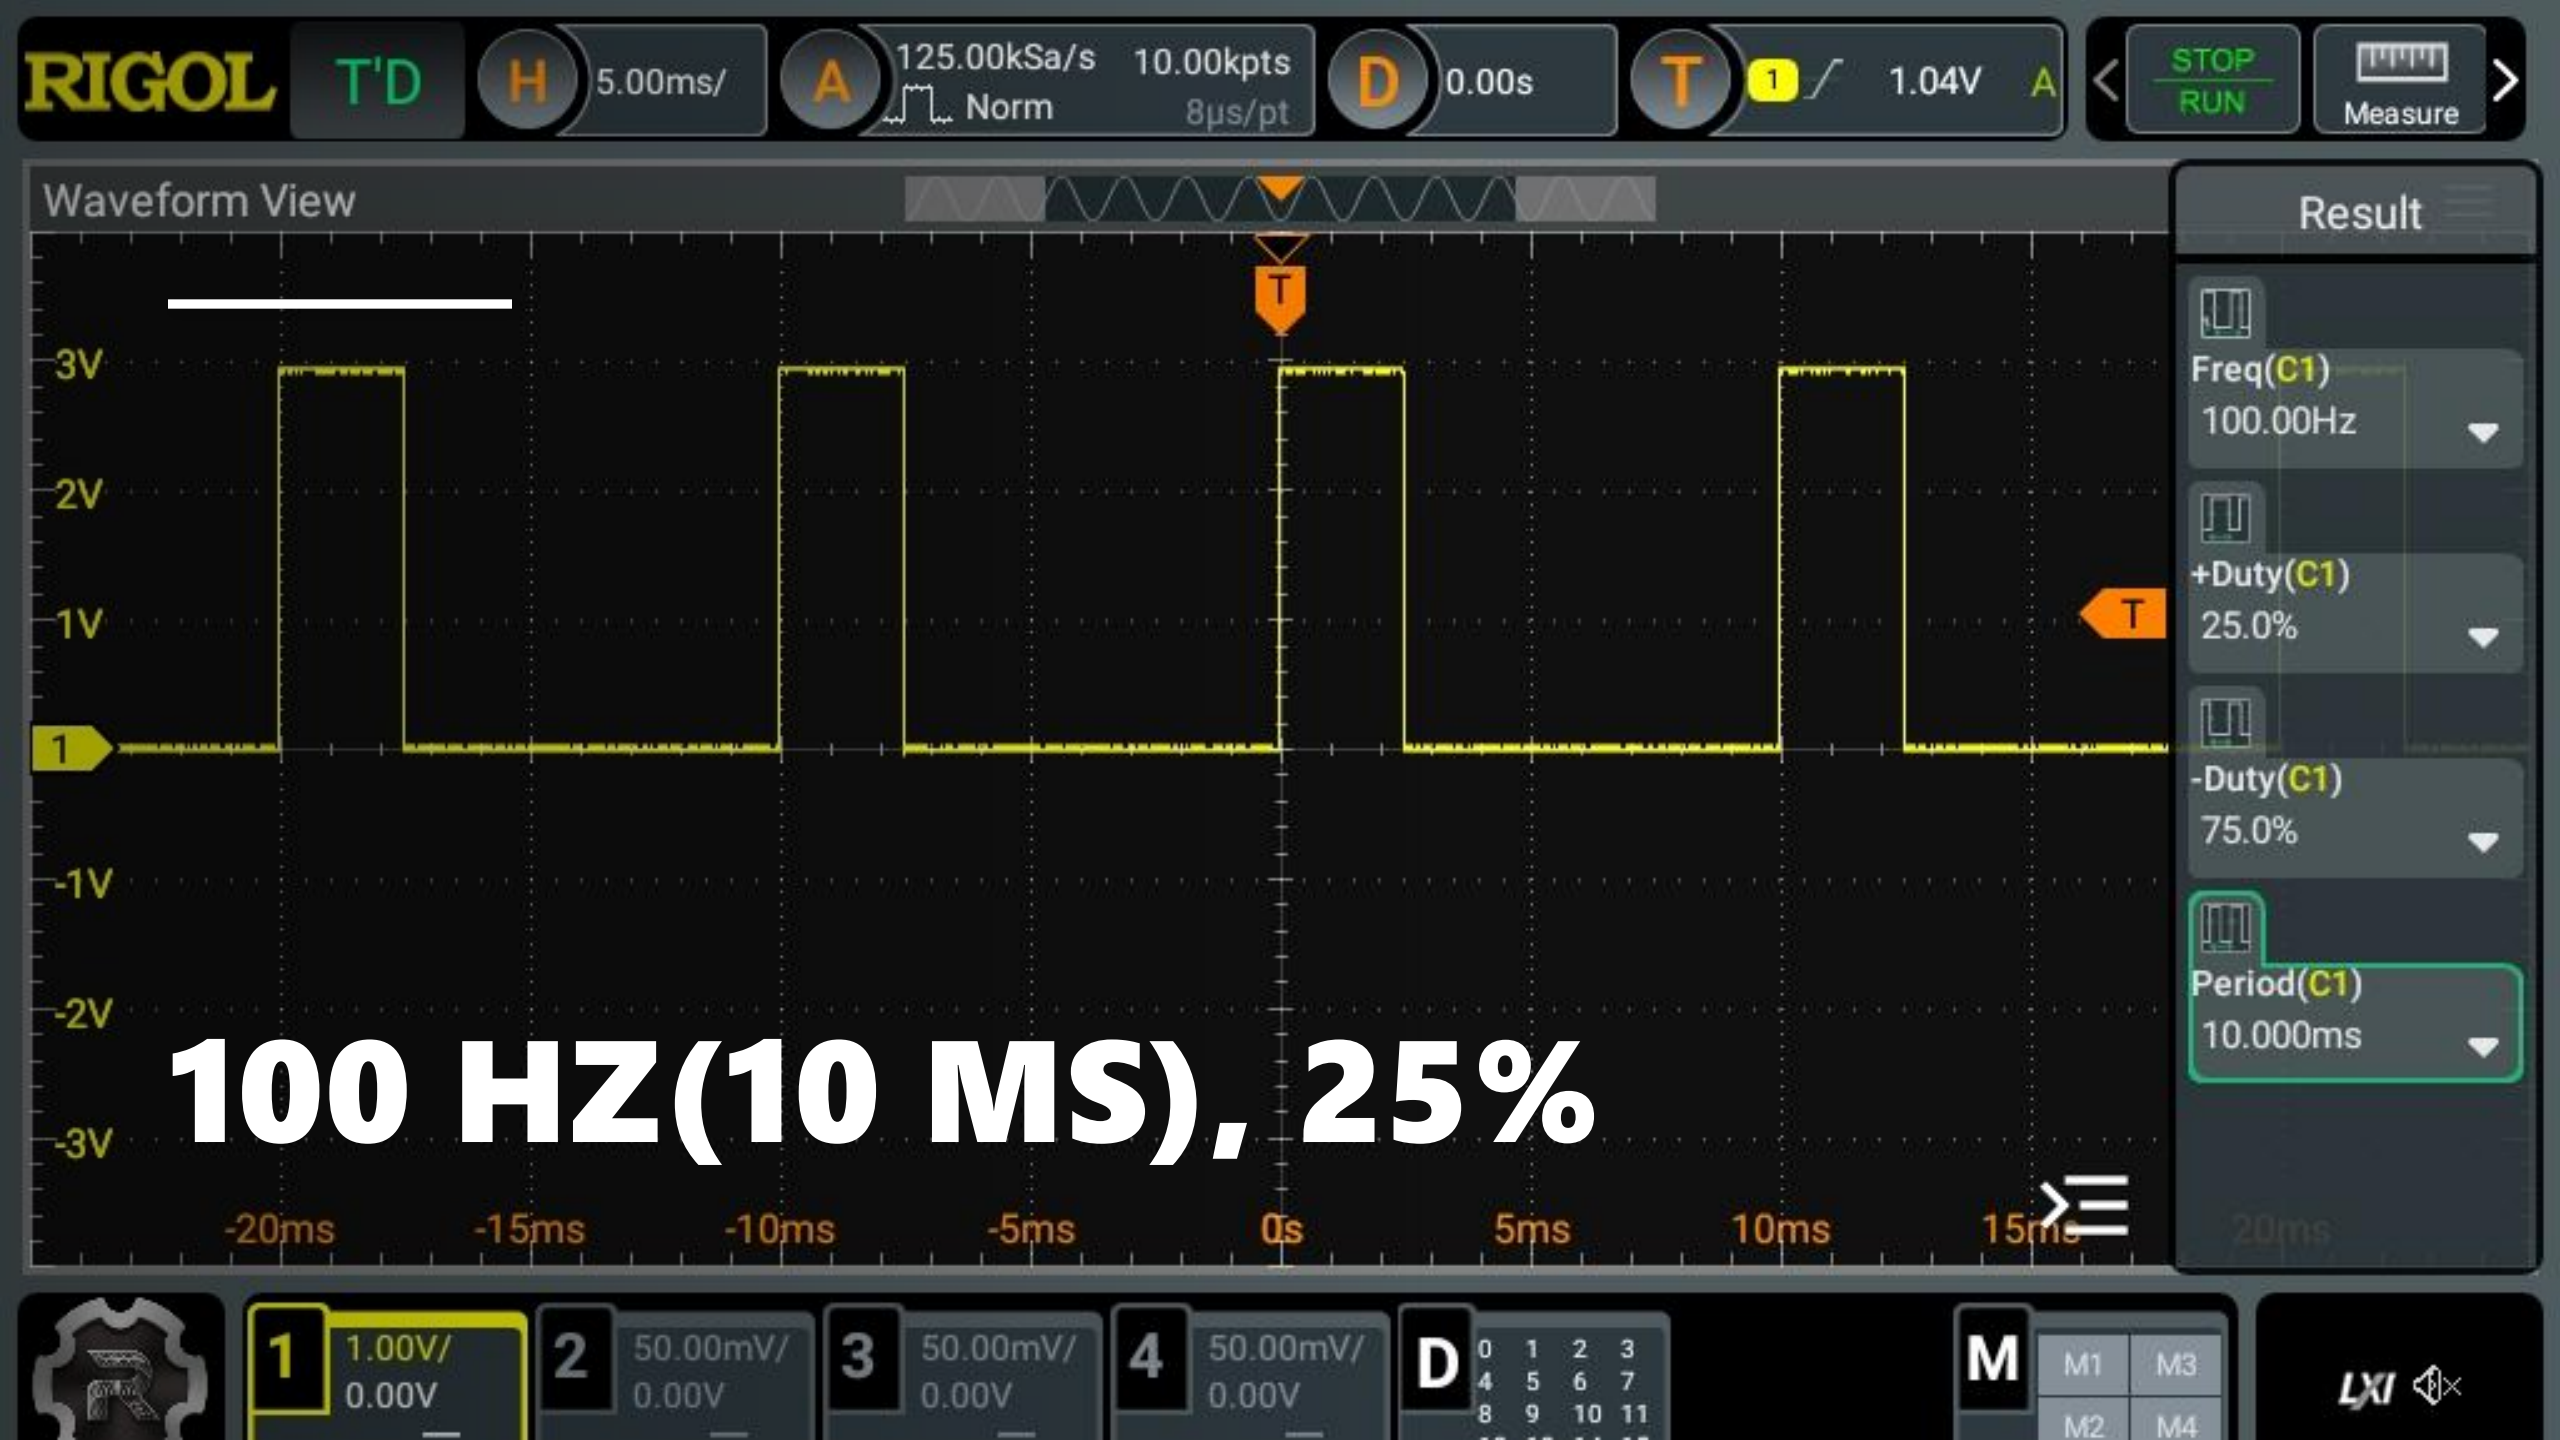 RIGOL
T'D
H
5.00ms/
A
125.00kSa/s
10.00kpts
Norm
8µs/pt
D
0.00s
T
1
1.04V
A
STOP
RUN
Measure
Waveform View
Result
T
3V
2V
1V
1
-1V
-2V
-3V
T
Freq(C1)
100.00Hz
+Duty(C1)
25.0%
-Duty(C1)
75.0%
Period(C1)
10.000ms
100 HZ(10 MS), 25%
-20ms
-15ms
-10ms
-5ms
0s
5ms
10ms
15ms
20ms
1
1.00V/
0.00V
2
50.00mV/
0.00V
3
50.00mV/
0.00V
4
50.00mV/
0.00V
D
0 1 2 3
4 5 6 7
8 9 10 11
M
M1 M3
M2 M4
LXI